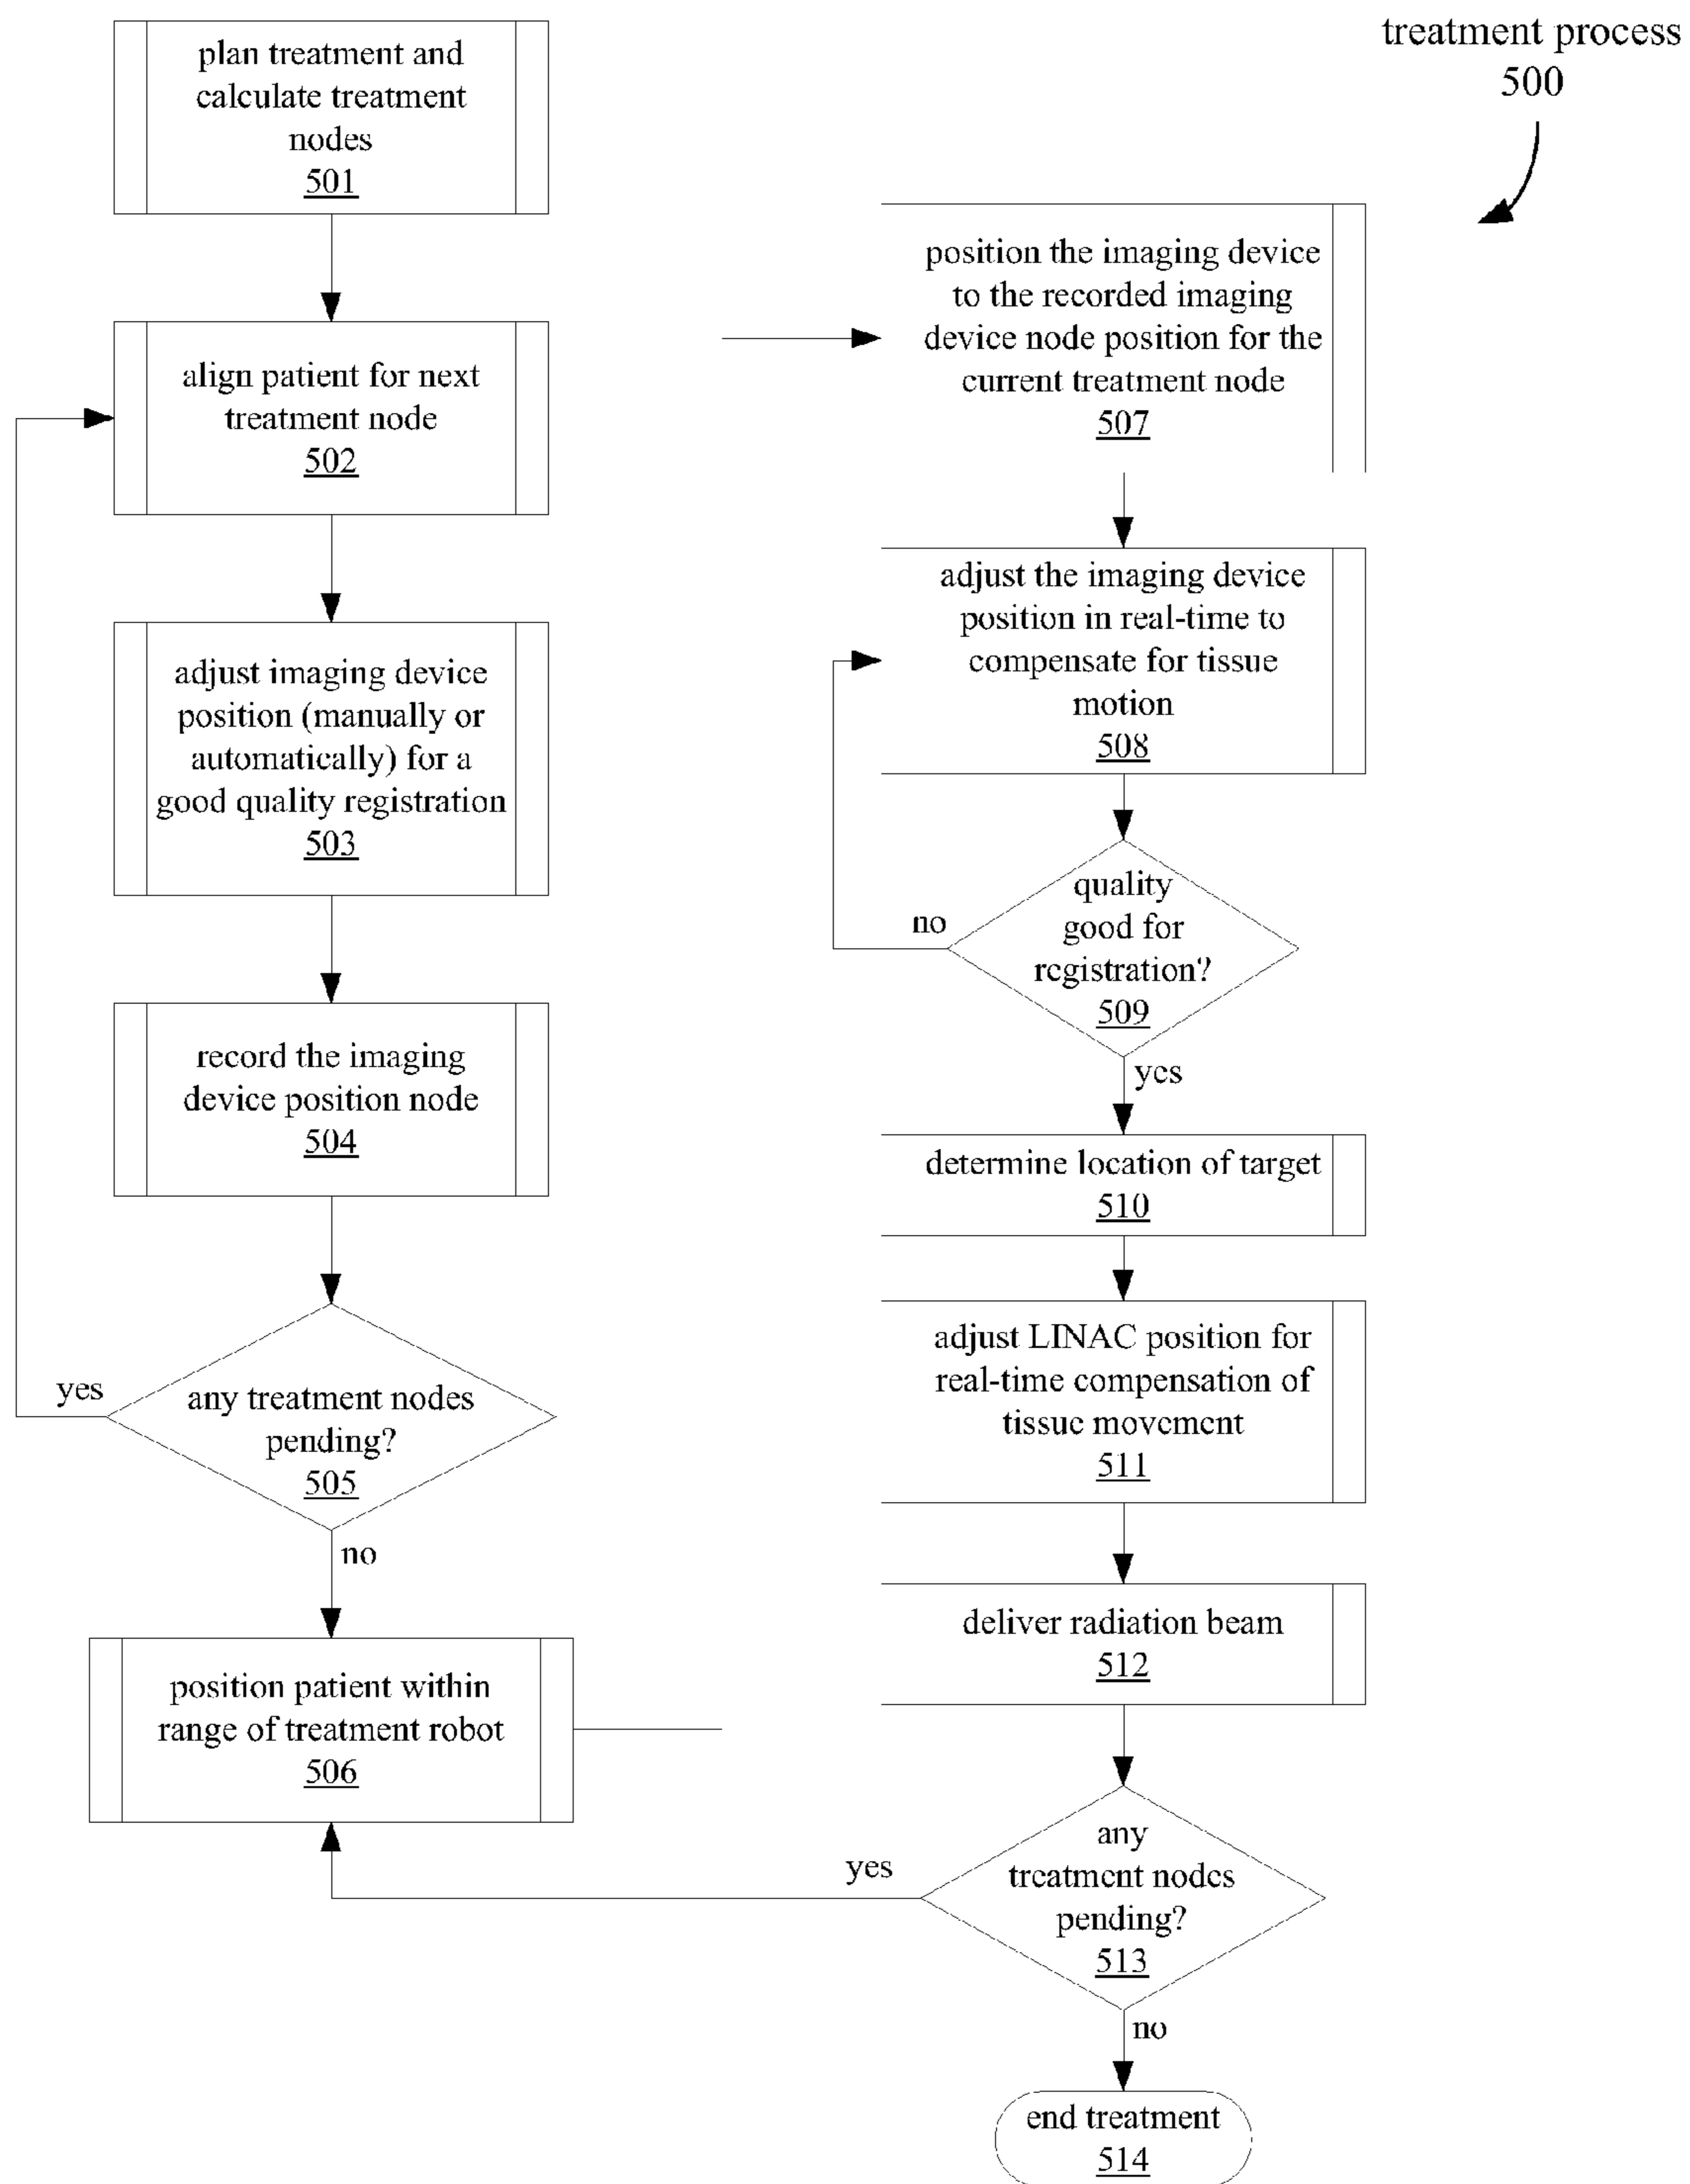 treatment process
500
plan treatment and
calculate treatment
nodes
501
align patient for next
treatment node
502
adjust imaging device
position (manually or
automatically) for a
good quality registration
503
record the imaging
device position node
504
any treatment nodes
pending?
505
yes
no
position patient within
range of treatment robot
506
position the imaging device
to the recorded imaging
device node position for the
current treatment node
507
adjust the imaging device
position in real-time to
compensate for tissue
motion
508
quality
good for
registration?
509
no
yes
determine location of target
510
adjust LINAC position for
real-time compensation of
tissue movement
511
deliver radiation beam
512
any
treatment nodes
pending?
513
yes
no
end treatment
514